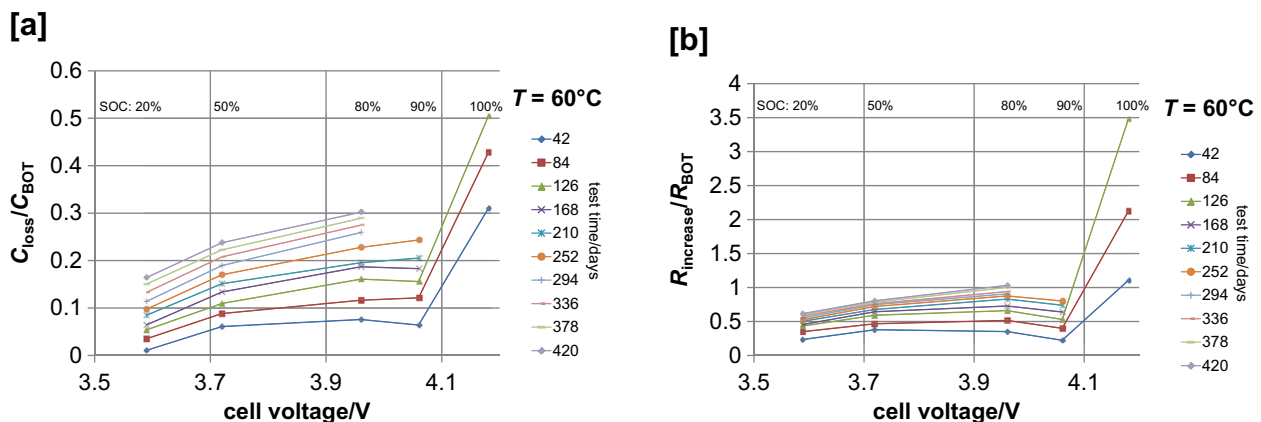 [a]
0.6
0.5
0.4
0.3
0.2
0.1
0
C_loss/C_BOT
SOC: 20% 50% 80% 90% 100%
3.5 3.7 3.9 4.1
cell voltage/V
T = 60°C
42
84
126
168
210
252
294
336
378
420
test time/days
[b]
4
3.5
3
2.5
2
1.5
1
0.5
0
R_increase/R_BOT
SOC: 20% 50% 80% 90% 100%
3.5 3.7 3.9 4.1
cell voltage/V
T = 60°C
42
84
126
168
210
252
294
336
378
420
test time/days